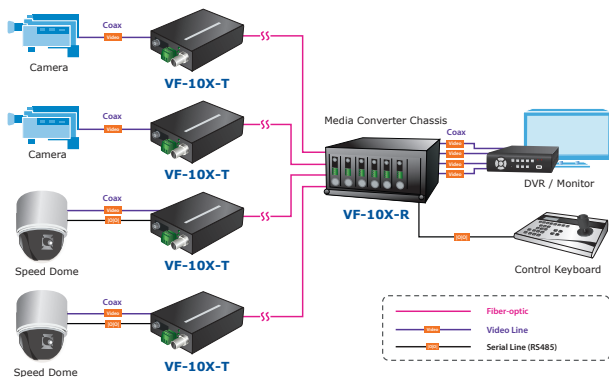 Coax
Video
Camera
VF-10X-T
Coax
Video
Camera
VF-10X-T
Media Converter Chassis
Coax
Video
Video
Video
Video
DVR / Monitor
VF-10X-R
Coax
Video
Speed Dome
VF-10X-T
Control Keyboard
Coax
Video
Speed Dome
VF-10X-T
Fiber-optic
Video
Video Line
Serial Line (RS485)